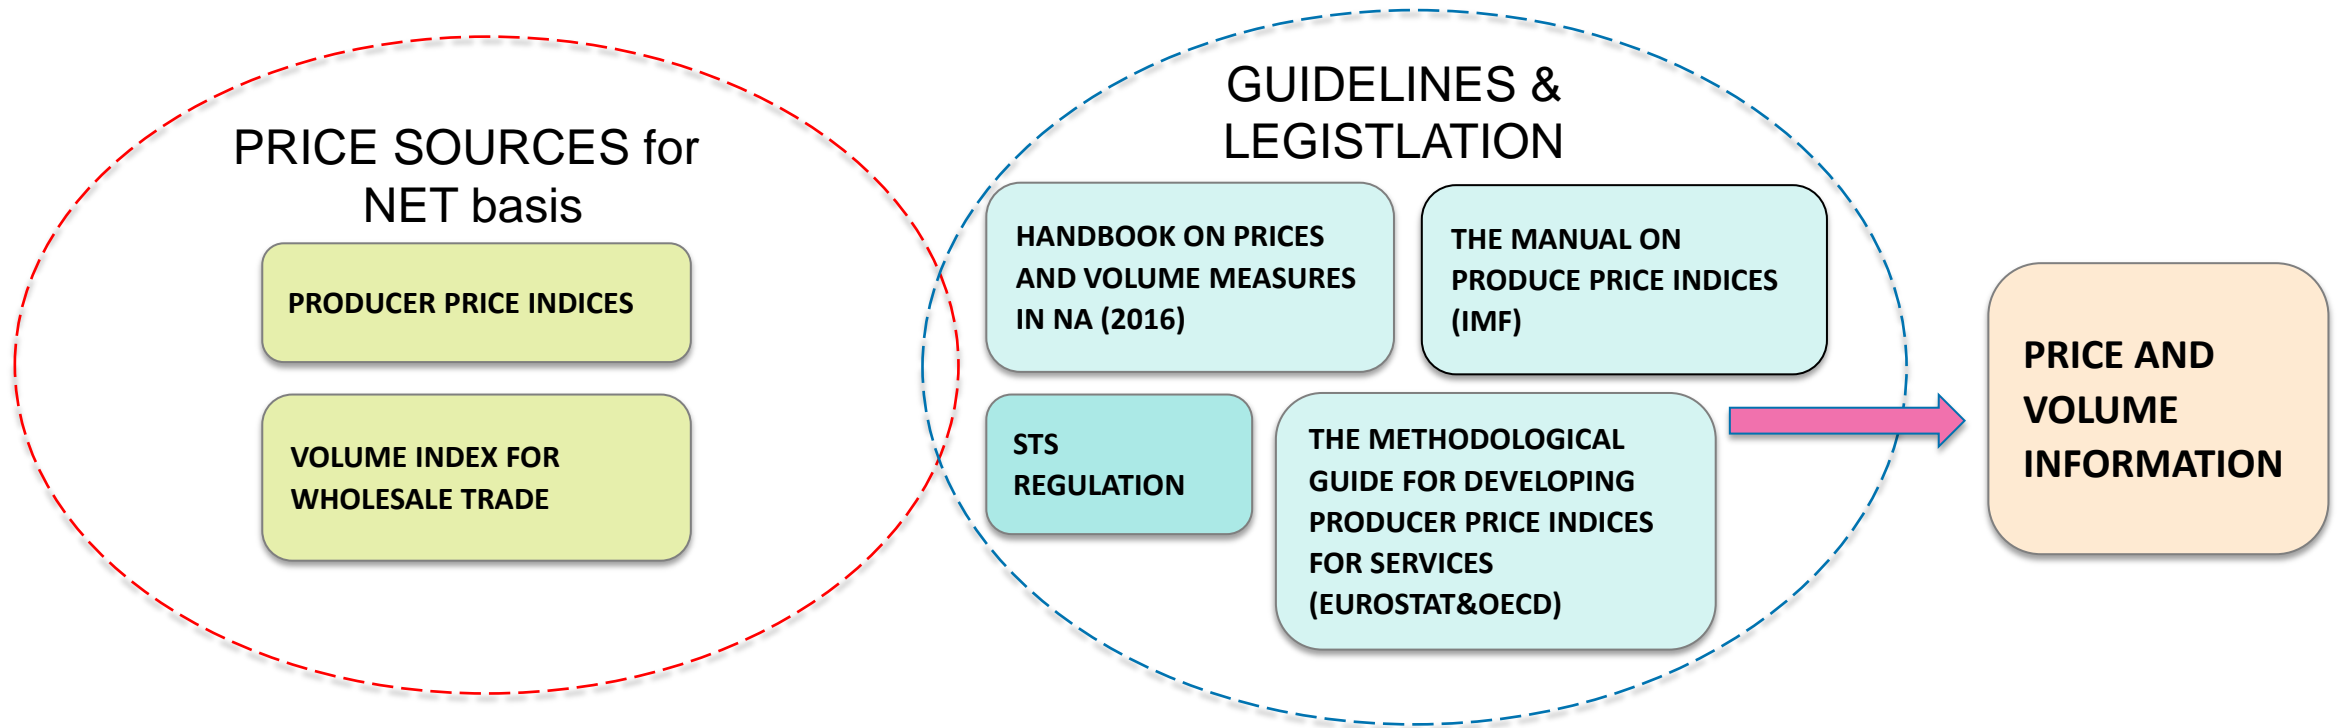 PRICE SOURCES for
NET basis
PRODUCER PRICE INDICES
VOLUME INDEX FOR
WHOLESALE TRADE
GUIDELINES &
LEGISTLATION
HANDBOOK ON PRICES
AND VOLUME MEASURES
IN NA (2016)
THE MANUAL ON
PRODUCE PRICE INDICES
(IMF)
STS
REGULATION
THE METHODOLOGICAL
GUIDE FOR DEVELOPING
PRODUCER PRICE INDICES
FOR SERVICES
(EUROSTAT&OECD)
PRICE AND
VOLUME
INFORMATION